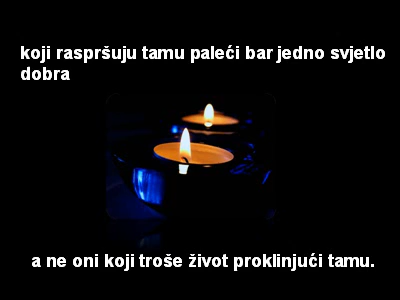 koji raspršuju tamu paleći bar jedno svjetlo
dobra
a ne oni koji troše život proklinjući tamu.